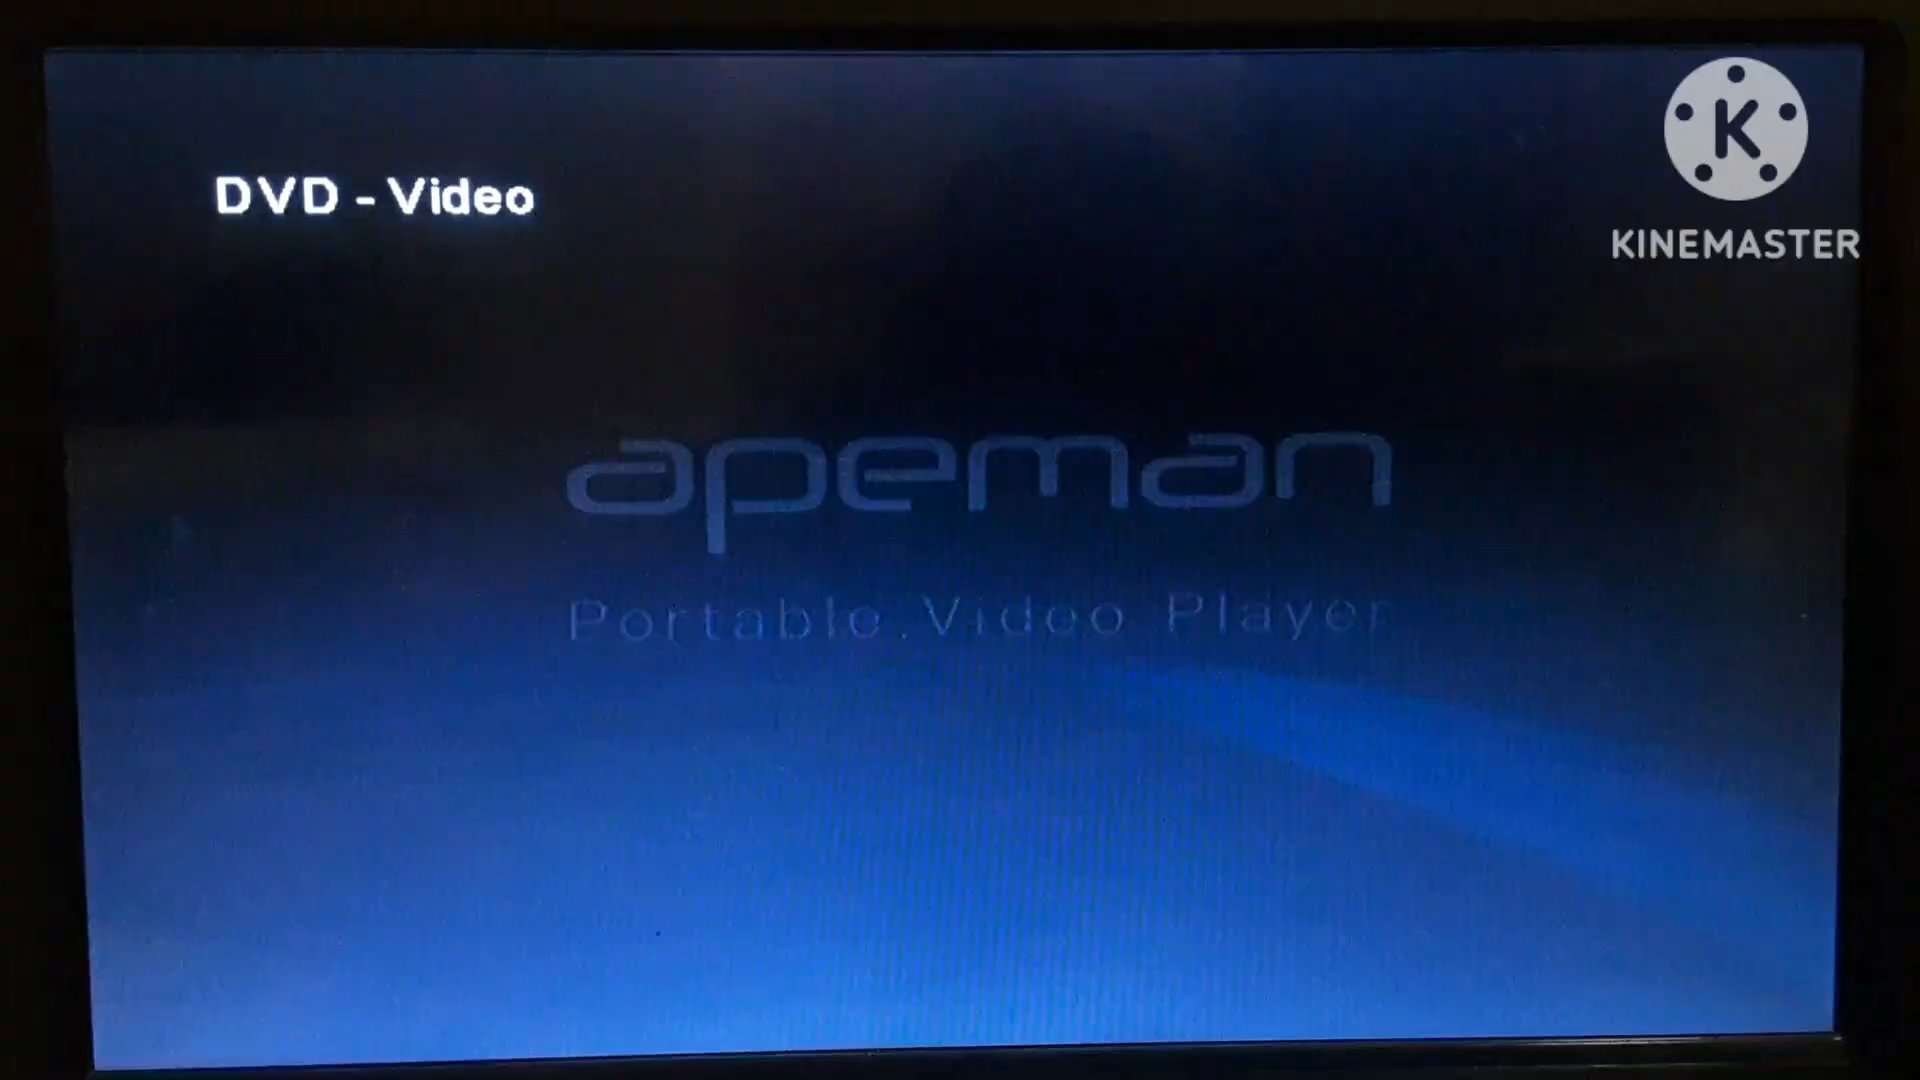 DVD - Video
K
KINEMASTER
apeman
Portable Video Player